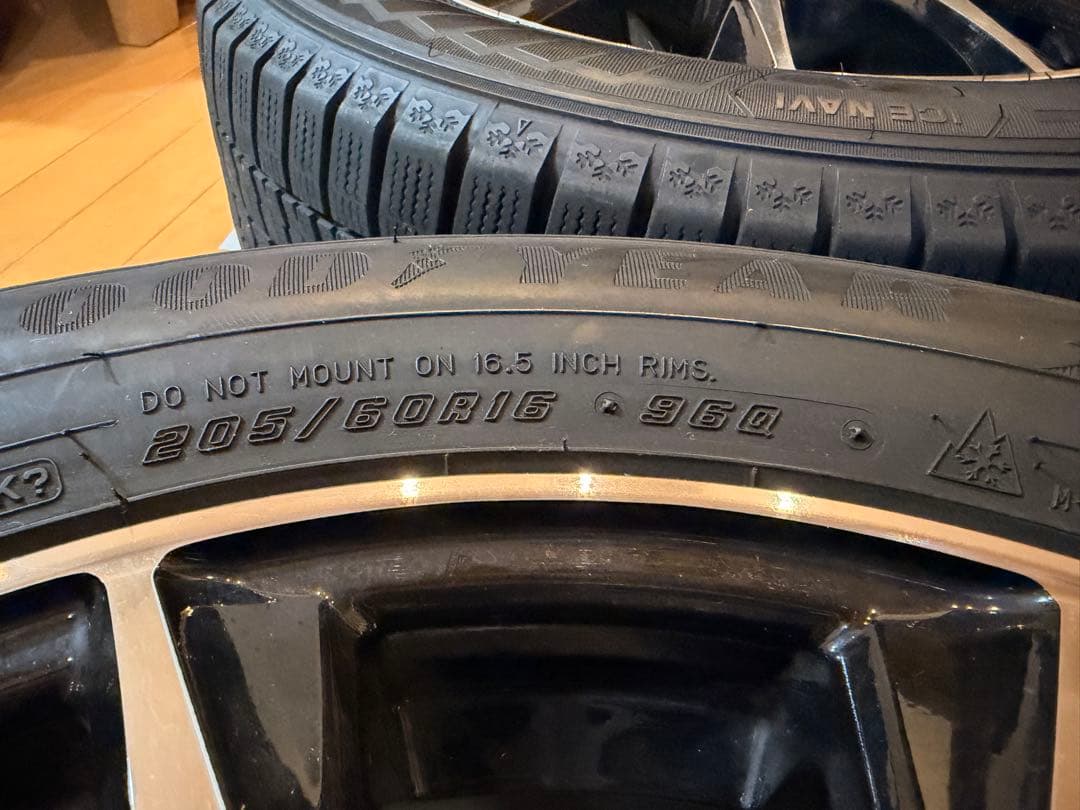 ICE NAVI
GOODYEAR
DO NOT MOUNT ON 16.5 INCH RIMS.
205/60R16 96Q
K?
M-